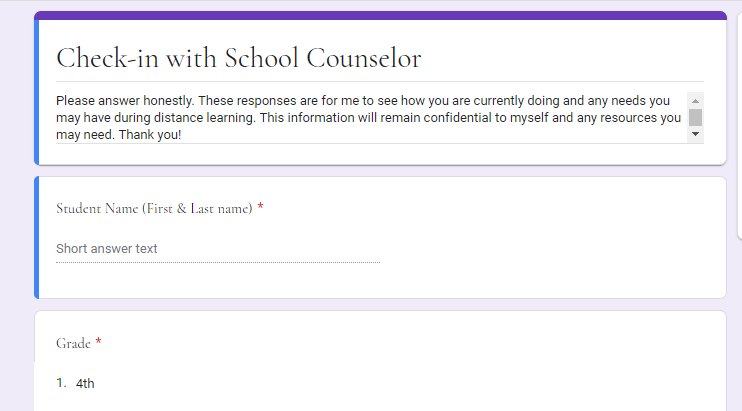 Check-in with School Counselor
Please answer honestly. These responses are for me to see how you are currently doing and any needs you
may have during distance learning. This information will remain confidential to myself and any resources you
may need. Thank you!
Student Name (First & Last name) *
Short answer text
Grade *
1. 4th